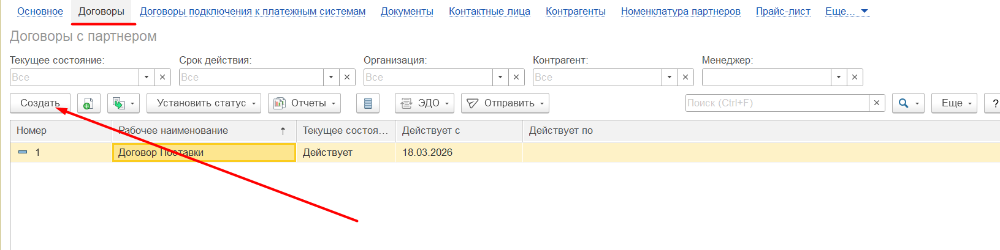 Основное Договоры Договоры подключения к платежным системам Документы Контактные лица Контрагенты Номенклатура партнеров Прайс-лист Еще...
Договоры с партнером
Текущее состояние: Срок действия: Организация: Контрагент: Менеджер:
Все Все Все Все
Создать Установить статус Отчеты ЭДО Отправить Поиск (Ctrl+F) Еще ?
Номер Рабочее наименование Текущее состоя... Действует с Действует по
1 Договор Поставки Действует 18.03.2026